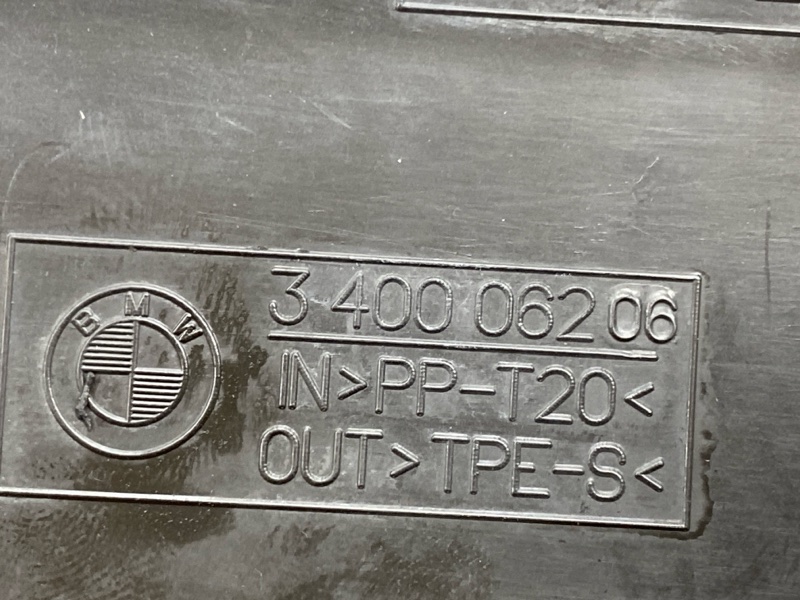 BMW
3 400 062 06
IN>PP-T20<
OUT>TPE-S<